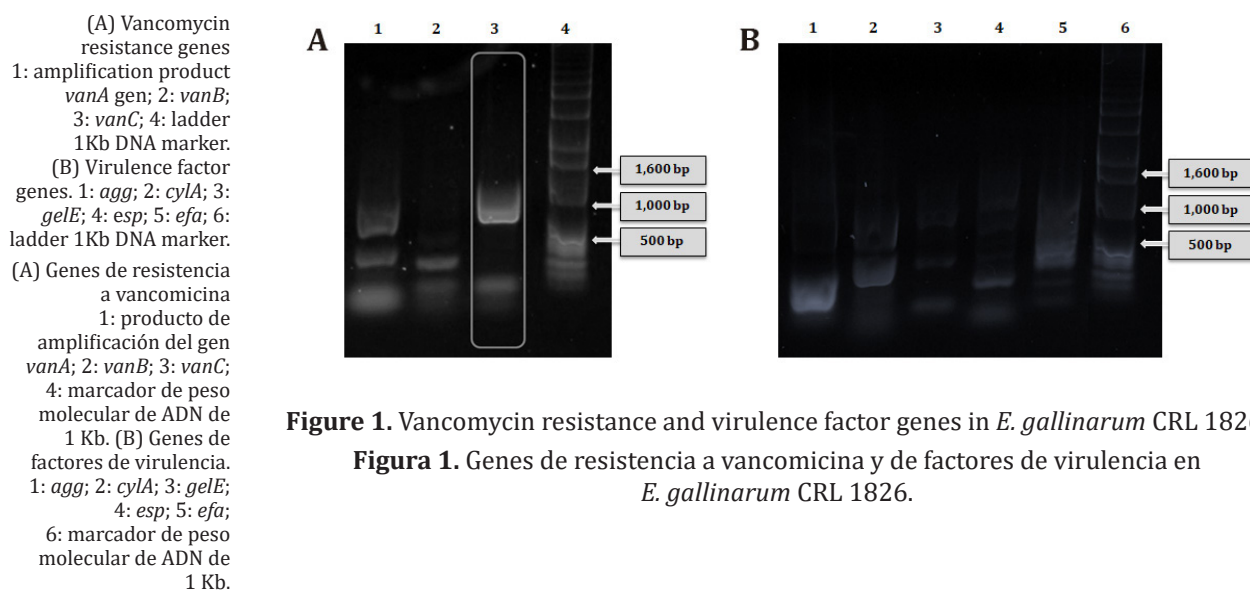 (A) Vancomycin
resistance genes
1: amplification product
vanA gen; 2: vanB;
3: vanC; 4: ladder
1Kb DNA marker.
(B) Virulence factor
genes. 1: agg; 2: cylA; 3:
gelE; 4: esp; 5: efa; 6:
ladder 1Kb DNA marker.
(A) Genes de resistencia
a vancomicina
1: producto de
amplificación del gen
vanA; 2: vanB; 3: vanC;
4: marcador de peso
molecular de ADN de
1 Kb. (B) Genes de
factores de virulencia.
1: agg; 2: cylA; 3: gelE;
4: esp; 5: efa;
6: marcador de peso
molecular de ADN de
1 Kb.
A
1 2 3 4
1,600 bp
1,000 bp
500 bp
B
1 2 3 4 5 6
1,600 bp
1,000 bp
500 bp
Figure 1. Vancomycin resistance and virulence factor genes in E. gallinarum CRL 182
Figura 1. Genes de resistencia a vancomicina y de factores de virulencia en
E. gallinarum CRL 1826.